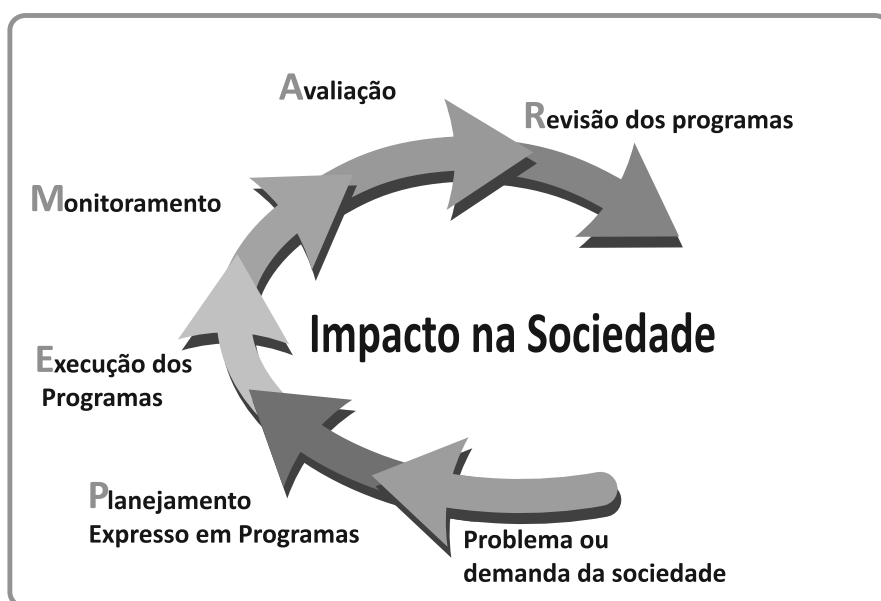 Avaliação
Revisão dos programas
Monitoramento
Impacto na Sociedade
Execução dos
Programas
Planejamento
Expresso em Programas
Problema ou
demanda da sociedade